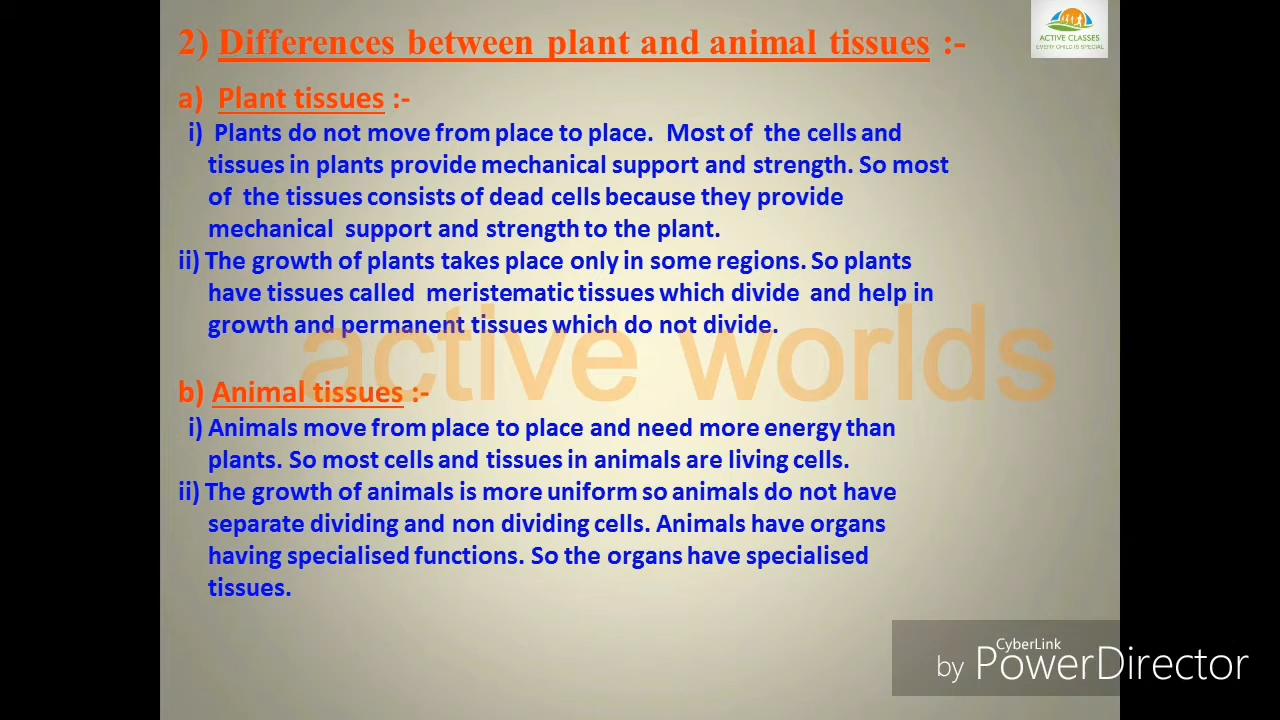 2) Differences between plant and animal tissues :-
ACTIVE CLASSES
EVERY CHILD IS SPECIAL
a) Plant tissues :-
i) Plants do not move from place to place. Most of the cells and
tissues in plants provide mechanical support and strength. So most
of the tissues consists of dead cells because they provide
mechanical support and strength to the plant.
ii) The growth of plants takes place only in some regions. So plants
have tissues called meristematic tissues which divide and help in
growth and permanent tissues which do not divide.
active worlds
b) Animal tissues :-
i) Animals move from place to place and need more energy than
plants. So most cells and tissues in animals are living cells.
ii) The growth of animals is more uniform so animals do not have
separate dividing and non dividing cells. Animals have organs
having specialised functions. So the organs have specialised
tissues.
CyberLink
by PowerDirector